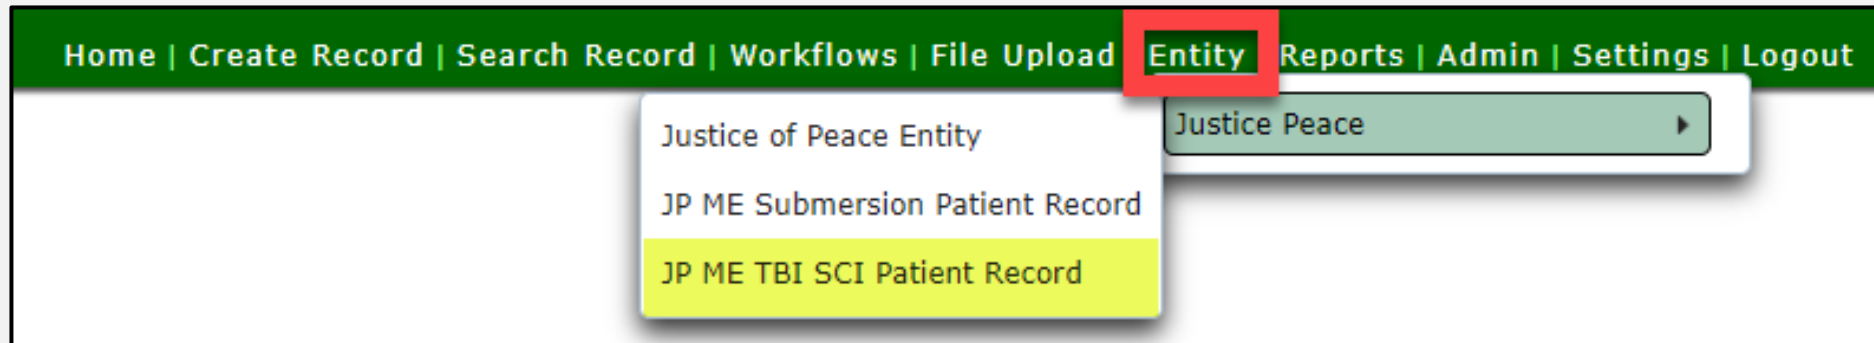 Home | Create Record | Search Record | Workflows | File Upload Entity Reports | Admin | Settings | Logout
Justice Peace
Justice of Peace Entity
JP ME Submersion Patient Record
JP ME TBI SCI Patient Record